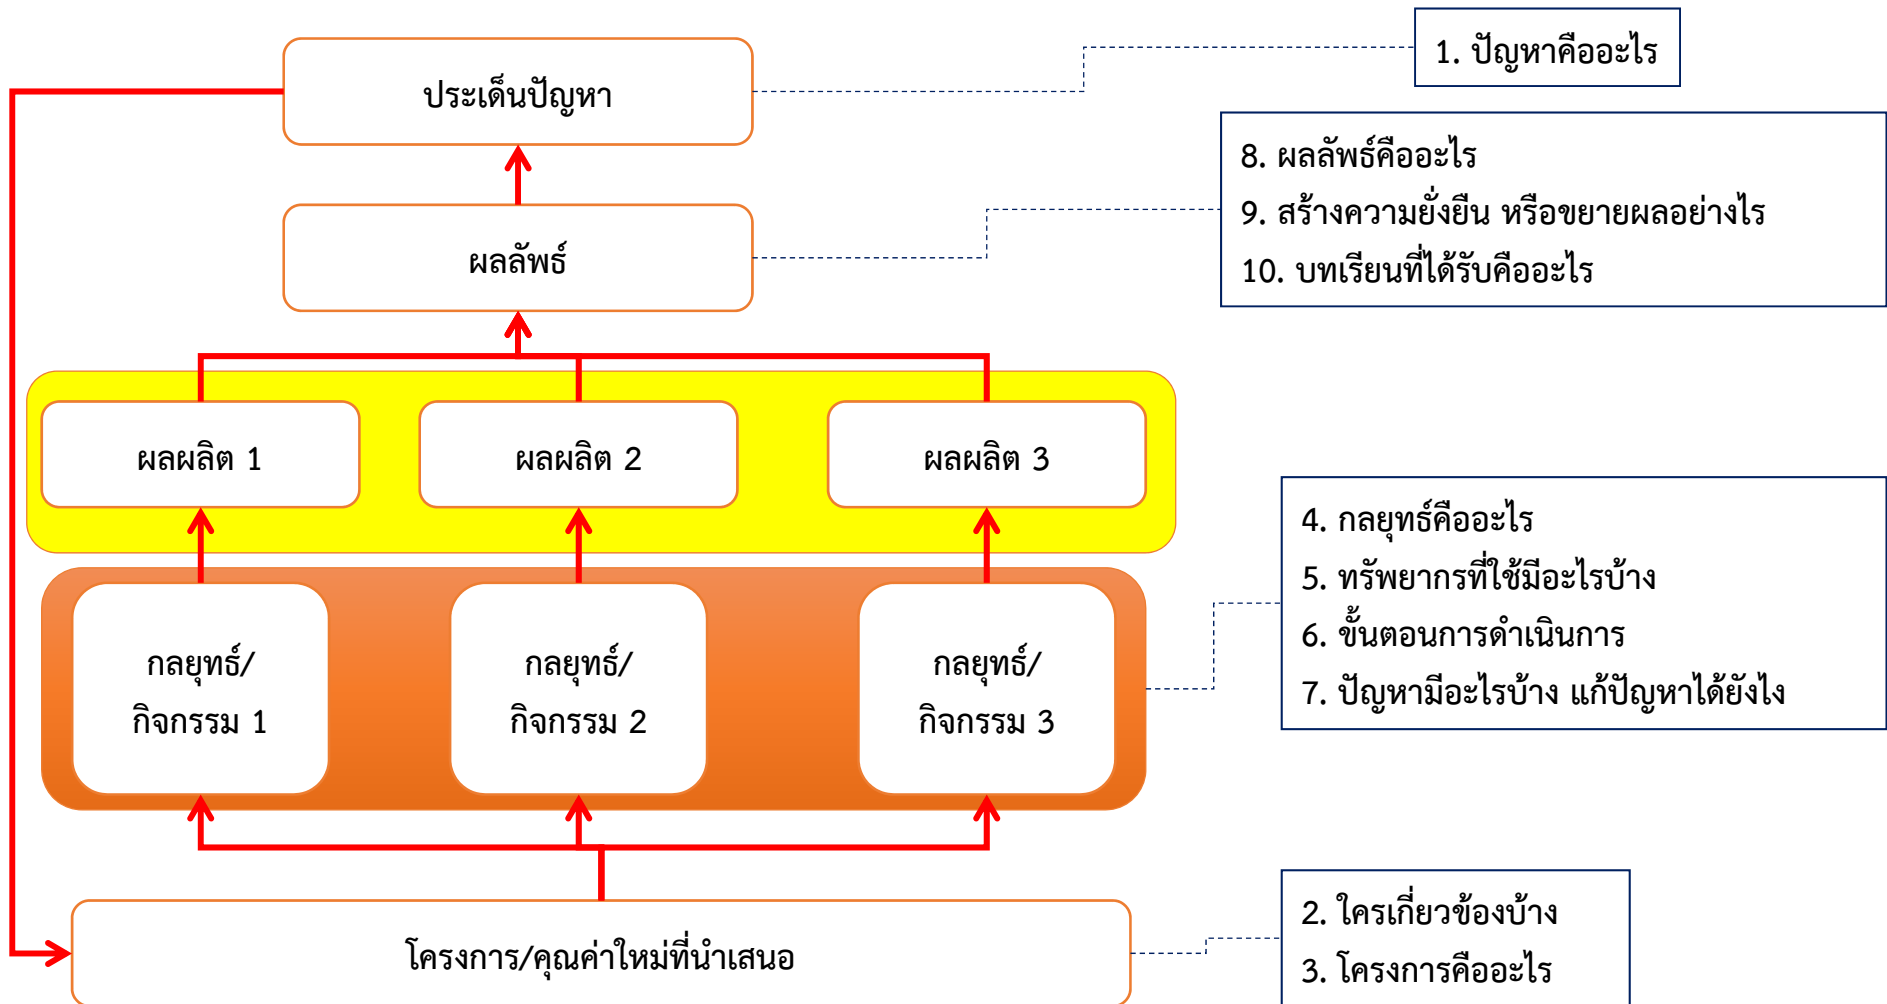 1. ปัญหาคืออะไร
ประเด็นปัญหา
8. ผลลัพธ์คืออะไร
9. สร้างความยั่งยืน หรือขยายผลอย่างไร
10. บทเรียนที่ได้รับคืออะไร
ผลลัพธ์
ผลผลิต 1
ผลผลิต 2
ผลผลิต 3
4. กลยุทธ์คืออะไร
5. ทรัพยากรที่ใช้มีอะไรบ้าง
6. ขั้นตอนการดำเนินการ
7. ปัญหามีอะไรบ้าง แก้ปัญหาได้ยังไง
กลยุทธ์/
กิจกรรม 1
กลยุทธ์/
กิจกรรม 2
กลยุทธ์/
กิจกรรม 3
2. ใครเกี่ยวข้องบ้าง
3. โครงการคืออะไร
โครงการ/คุณค่าใหม่ที่นำเสนอ